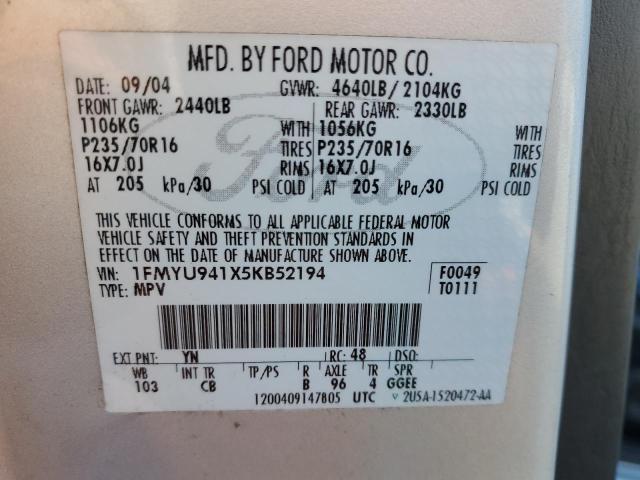 MFD. BY FORD MOTOR CO.
DATE: 09/04 GVWR: 4640LB/ 2104KG
FRONT GAWR: 2440LB REAR GAWR: 2330LB
1106KG WITH 1056KG WITH
P235/70R16 TIRES P235/70R16 TIRES
16X7.0J RIMS 16X7.0J RIMS
AT 205 kPa/30 PSI COLD AT 205 kPa/30 PSI COLD
Ford
THIS VEHICLE CONFORMS TO ALL APPLICABLE FEDERAL MOTOR
VEHICLE SAFETY AND THEFT PREVENTION STANDARDS IN
EFFECT ON THE DATE OF MANUFACTURE SHOWN ABOVE.
VIN: 1FMYU941X5KB52194 F0049
TYPE: MPV T0111
EXT PNT: YN RC: 48 DSO:
WB INT TR TP/PS R AXLE TR SPR
103 CB B 96 4 GGEE
1200409147805 UTC 2USA-1520472-AA